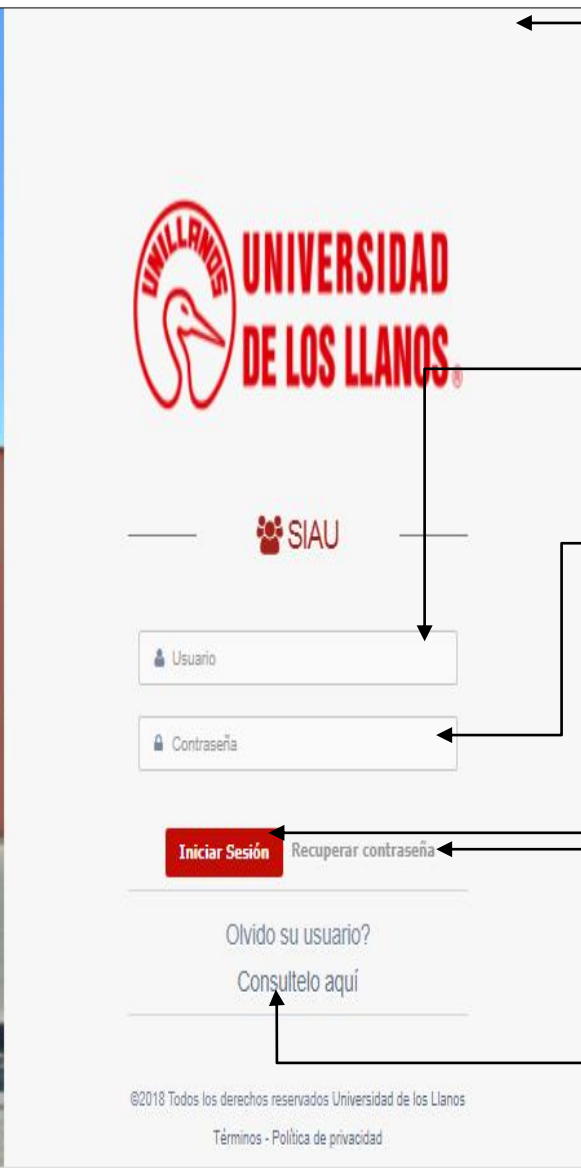 UNILLANOS
UNIVERSIDAD
DE LOS LLANOS®
SIAU
Usuario
Contraseña
Iniciar Sesión Recuperar contraseña
Olvido su usuario?
Consultelo aquí
©2018 Todos los derechos reservados Universidad de los Llanos
Términos - Política de privacidad